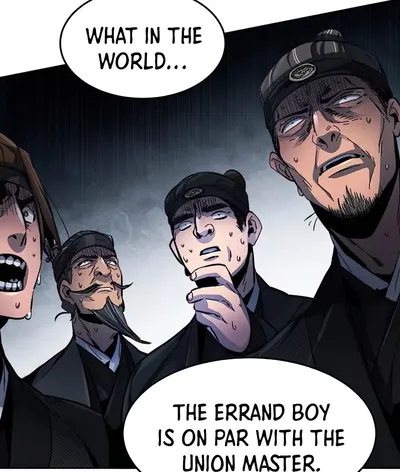 WHAT IN THE
WORLD...
THE ERRAND BOY
IS ON PAR WITH THE
UNION MASTER.